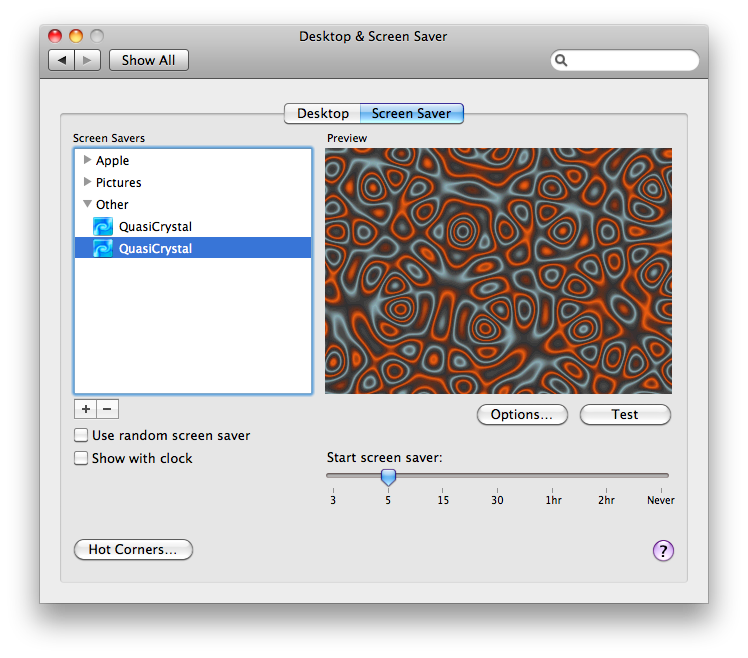 Desktop & Screen Saver
Show All
Desktop
Screen Saver
Screen Savers
Preview
Apple
Pictures
Other
QuasiCrystal
QuasiCrystal
+
−
Options...
Test
Use random screen saver
Show with clock
Start screen saver:
3 5 15 30 1hr 2hr Never
Hot Corners...
?